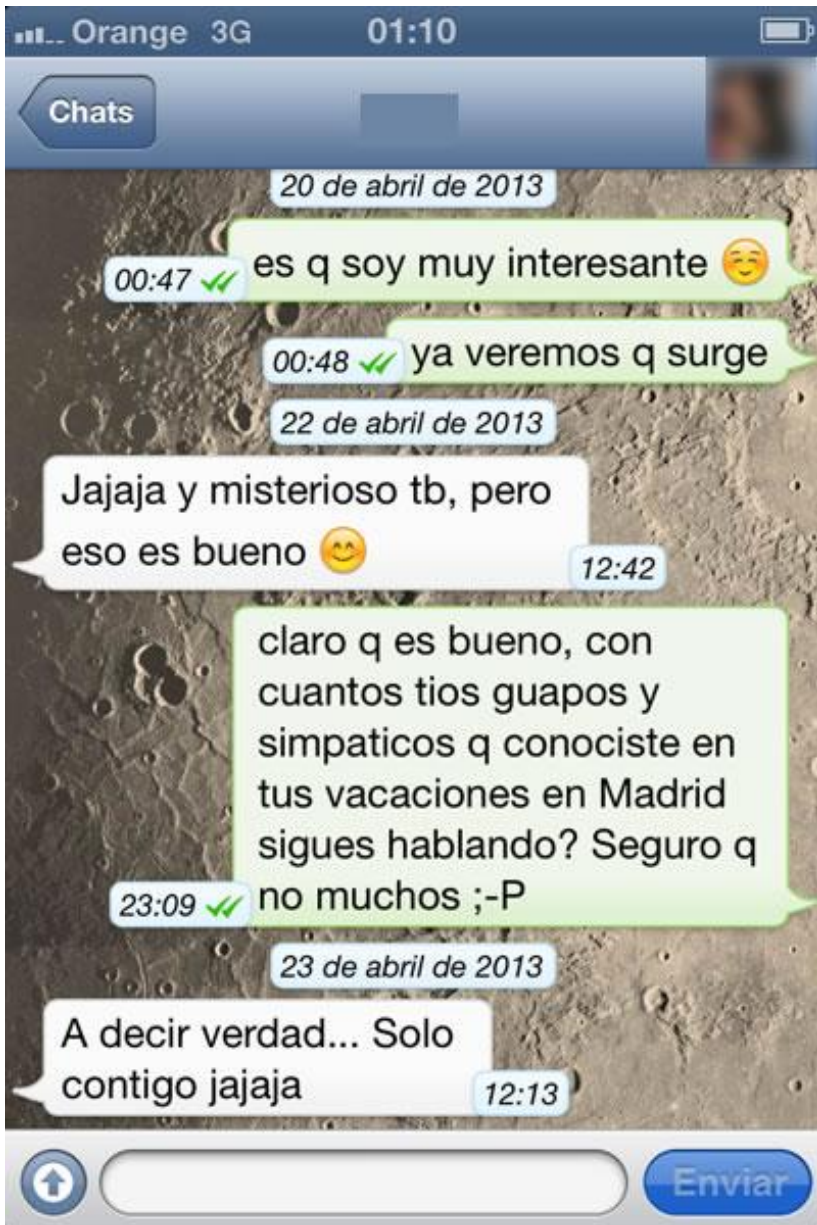 Orange 3G 01:10
Chats
20 de abril de 2013
es q soy muy interesante ☺️
00:47
ya veremos q surge
00:48
22 de abril de 2013
Jajaja y misterioso tb, pero
eso es bueno 😊
12:42
claro q es bueno, con
cuantos tios guapos y
simpaticos q conociste en
tus vacaciones en Madrid
sigues hablando? Seguro q
no muchos ;-P
23:09
23 de abril de 2013
A decir verdad... Solo
contigo jajaja
12:13
Enviar